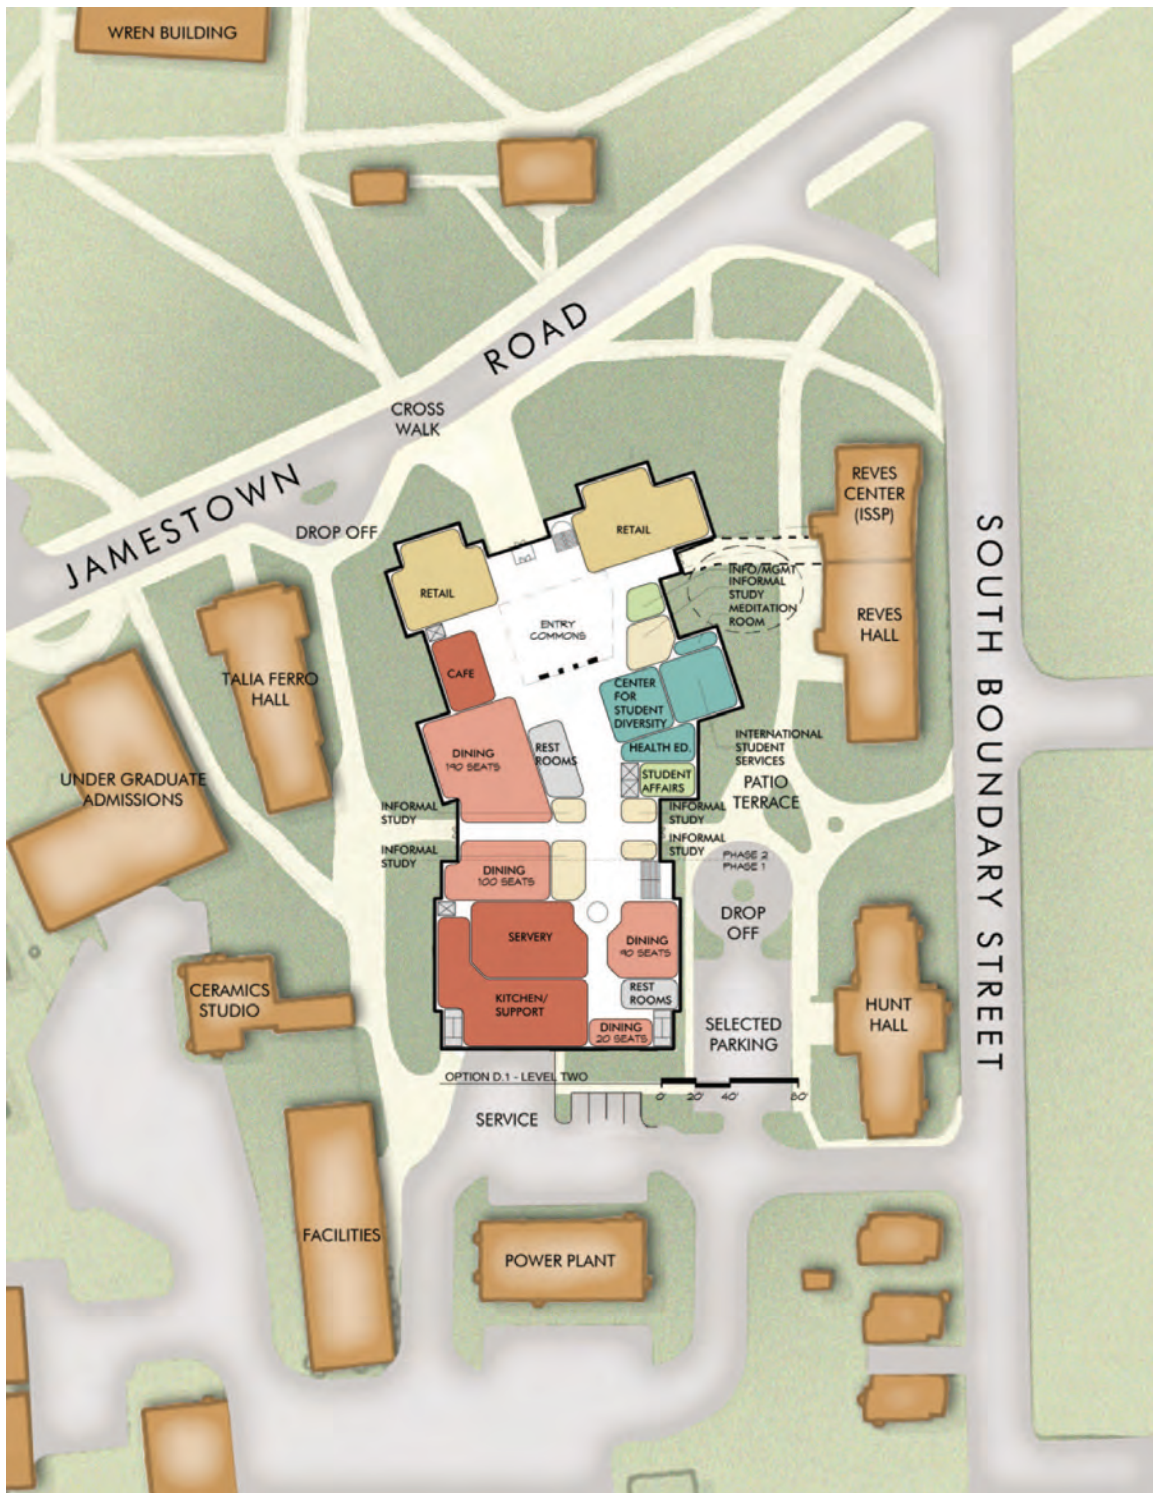 WREN BUILDING
JAMESTOWN ROAD
CROSS
WALK
DROP OFF
REVES
CENTER
(ISSP)
RETAIL
RETAIL
INFO/MGMT
INFORMAL
STUDY
MEDITATION
ROOM
REVES
HALL
SOUTH BOUNDARY STREET
ENTRY
COMMONS
CAFE
TALIA FERRO
HALL
CENTER
FOR
STUDENT
DIVERSITY
INTERNATIONAL
STUDENT
SERVICES
HEALTH ED.
REST
ROOMS
DINING
190 SEATS
STUDENT
AFFAIRS
PATIO
TERRACE
UNDER GRADUATE
ADMISSIONS
INFORMAL
STUDY
INFORMAL
STUDY
INFORMAL
STUDY
INFORMAL
STUDY
PHASE 2
PHASE 1
DINING
100 SEATS
DROP
OFF
SERVERY
DINING
90 SEATS
CERAMICS
STUDIO
KITCHEN/
SUPPORT
REST
ROOMS
HUNT
HALL
DINING
20 SEATS
SELECTED
PARKING
OPTION D.1 - LEVEL TWO
0' 20' 40' 80'
SERVICE
FACILITIES
POWER PLANT